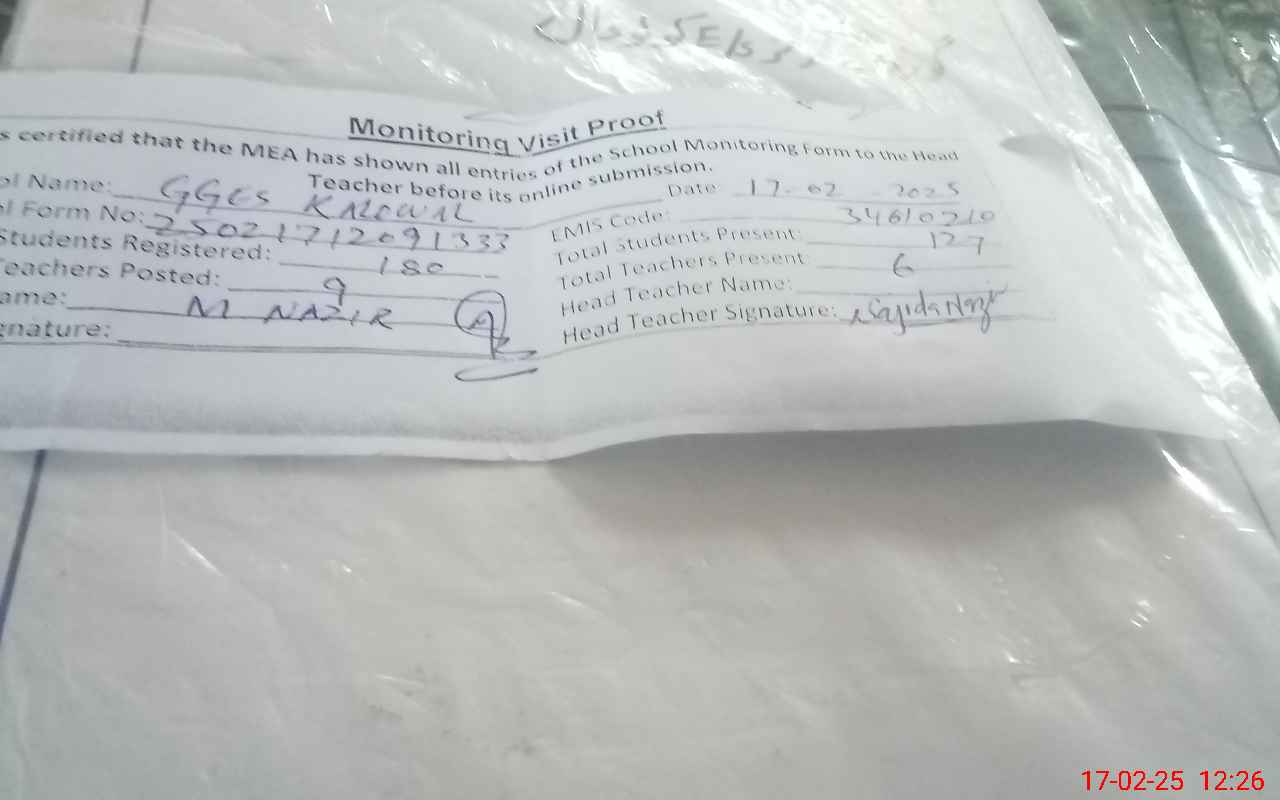 Monitoring Visit Proof
s certified that the MEA has shown all entries of the School Monitoring Form to the Head
Teacher before its online submission.
ol Name: GGES Date 17-02-2025
l Form No: 25021712091333 EMIS Code: 34610210
Students Registered: 180 Total Students Present: 127
Teachers Posted: 9 Total Teachers Present: 6
ame: M NAZIR Head Teacher Name:
gnature: Head Teacher Signature: Sajida Nazir
17-02-25 12:26